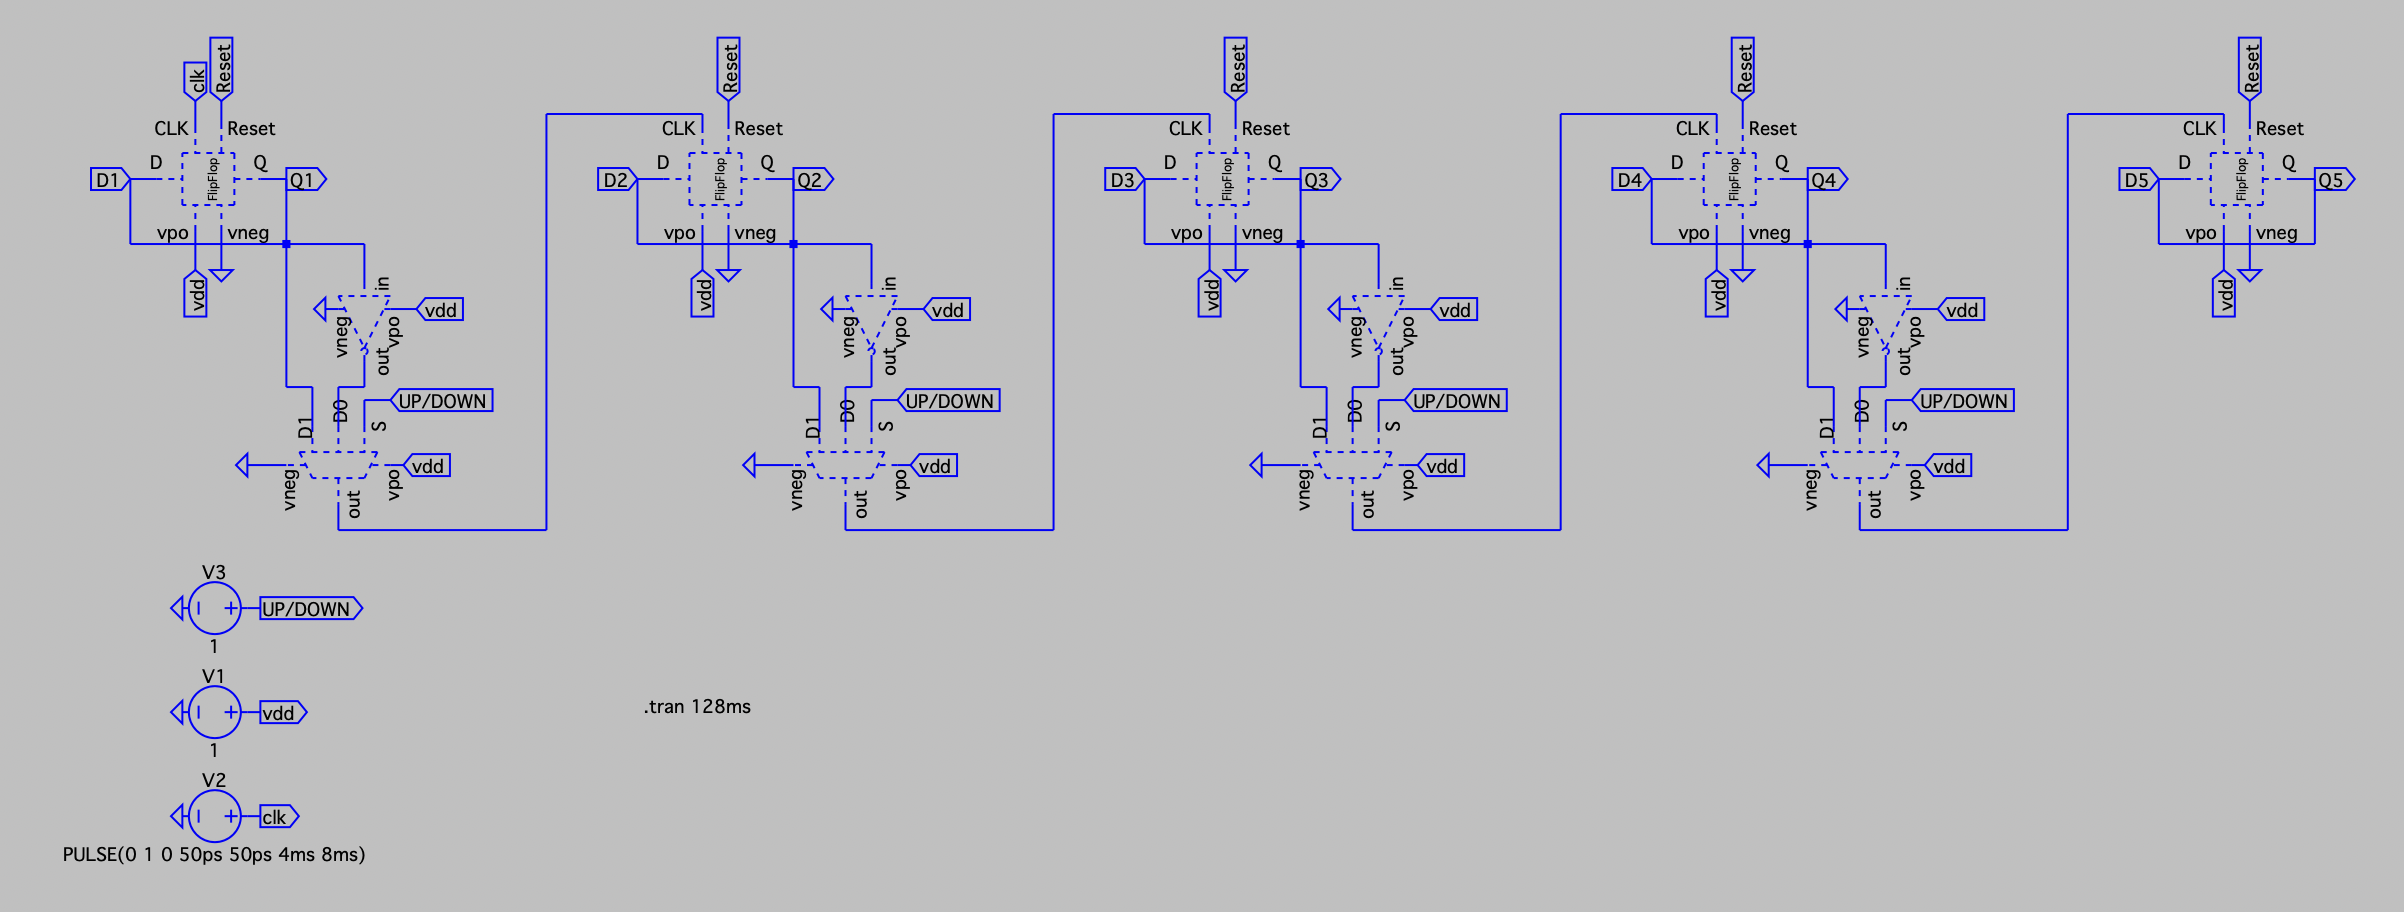 clk
Reset
CLK
Reset
D
Q
FlipFlop
D1
Q1
vpo
vneg
vdd
in
vneg
vpo
vdd
out
UP/DOWN
D1
D0
S
vdd
vneg
out
vpo
Reset
CLK
Reset
D
Q
FlipFlop
D2
Q2
vpo
vneg
vdd
in
vneg
vpo
vdd
out
UP/DOWN
D1
D0
S
vdd
vneg
out
vpo
Reset
CLK
Reset
D
Q
FlipFlop
D3
Q3
vpo
vneg
vdd
in
vneg
vpo
vdd
out
UP/DOWN
D1
D0
S
vdd
vneg
out
vpo
Reset
CLK
Reset
D
Q
FlipFlop
D4
Q4
vpo
vneg
vdd
in
vneg
vpo
vdd
out
UP/DOWN
D1
D0
S
vdd
vneg
out
vpo
Reset
CLK
Reset
D
Q
FlipFlop
D5
Q5
vpo
vneg
vdd
V3
UP/DOWN
1
V1
vdd
1
.tran 128ms
V2
clk
PULSE(0 1 0 50ps 50ps 4ms 8ms)